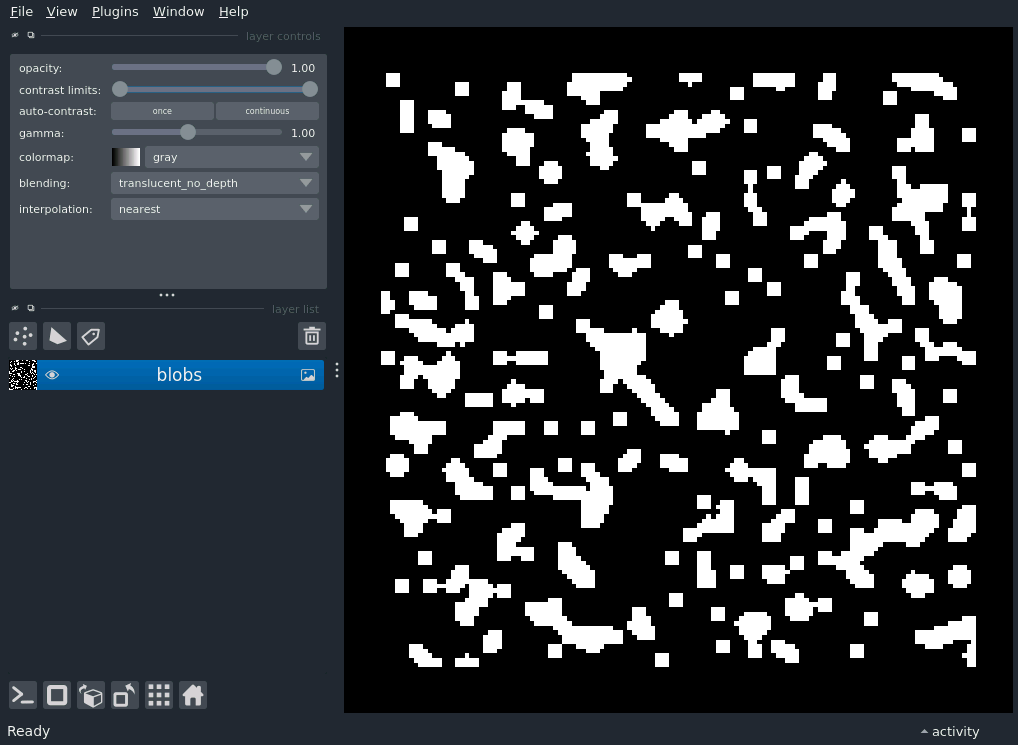 File View Plugins Window Help
layer controls
opacity: 1.00
contrast limits:
auto-contrast: once continuous
gamma: 1.00
colormap: gray
blending: translucent_no_depth
interpolation: nearest
layer list
blobs
Ready activity